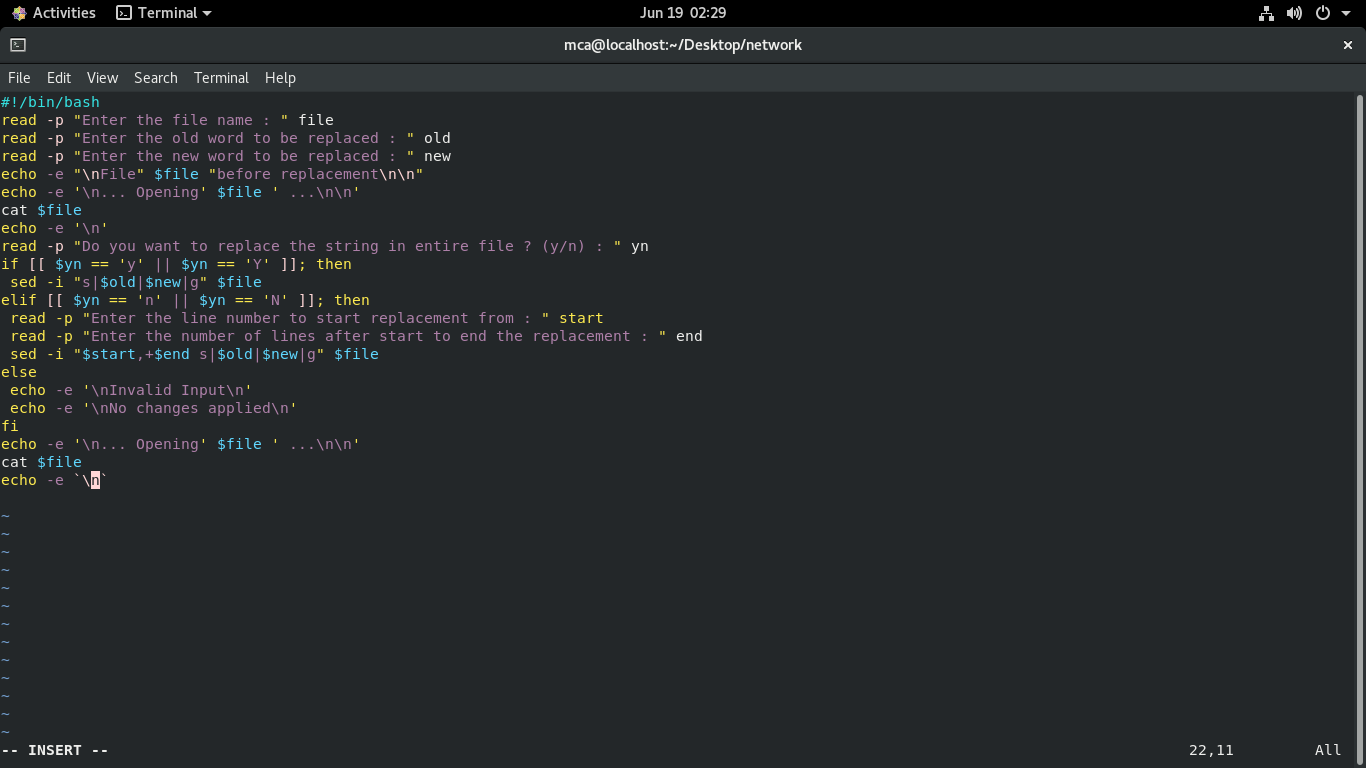 Activities Terminal Jun 19 02:29
mca@localhost:~/Desktop/network ×
File Edit View Search Terminal Help
#!/bin/bash
read -p "Enter the file name : " file
read -p "Enter the old word to be replaced : " old
read -p "Enter the new word to be replaced : " new
echo -e "\nFile" $file "before replacement\n\n"
echo -e '\n... Opening' $file ' ...\n\n'
cat $file
echo -e '\n'
read -p "Do you want to replace the string in entire file ? (y/n) : " yn
if [[ $yn == 'y' || $yn == 'Y' ]]; then
 sed -i "s|$old|$new|g" $file
elif [[ $yn == 'n' || $yn == 'N' ]]; then
 read -p "Enter the line number to start replacement from : " start
 read -p "Enter the number of lines after start to end the replacement : " end
 sed -i "$start,+$end s|$old|$new|g" $file
else
 echo -e '\nInvalid Input\n'
 echo -e '\nNo changes applied\n'
fi
echo -e '\n... Opening' $file ' ...\n\n'
cat $file
echo -e `\n`
~
~
~
~
~
~
~
~
~
~
~
~
~
-- INSERT -- 22,11 All